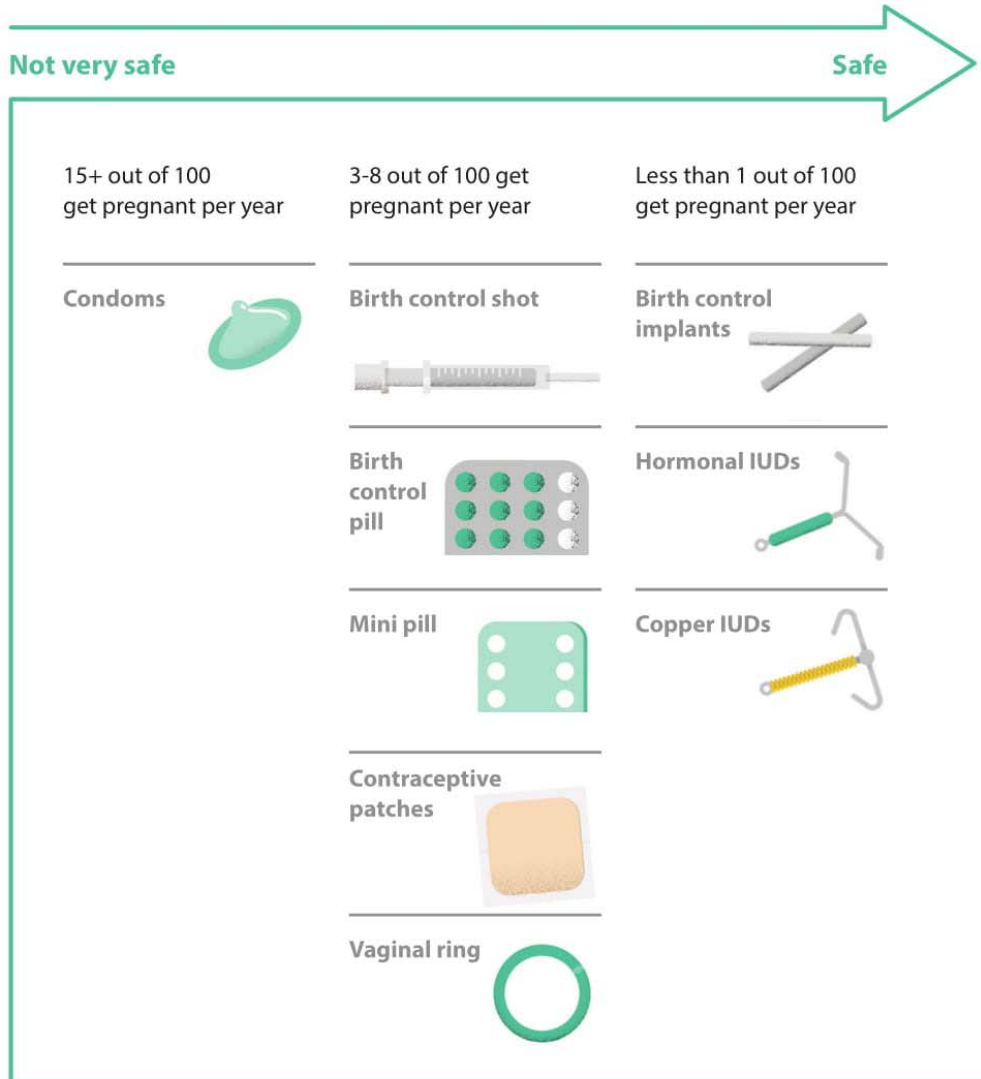 Not very safe
Safe
15+ out of 100
get pregnant per year
Condoms
3-8 out of 100 get
pregnant per year
Birth control shot
Birth
control
pill
Mini pill
Contraceptive
patches
Vaginal ring
Less than 1 out of 100
get pregnant per year
Birth control
implants
Hormonal IUDs
Copper IUDs